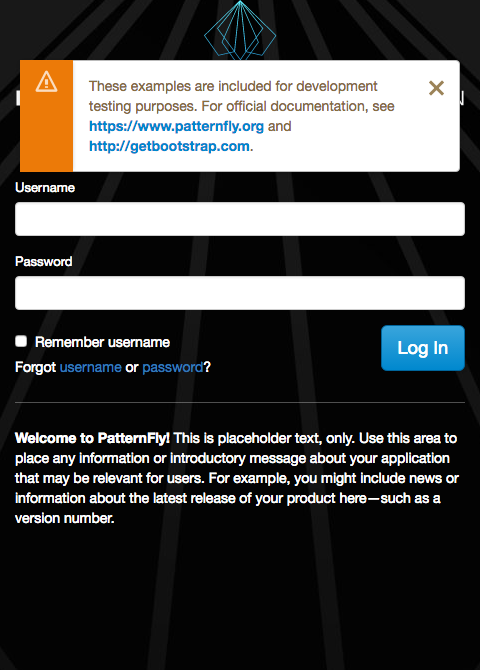 These examples are included for development
testing purposes. For official documentation, see
https://www.patternfly.org and
http://getbootstrap.com.
Username
Password
Remember username
Log In
Forgot username or password?
Welcome to PatternFly! This is placeholder text, only. Use this area to
place any information or introductory message about your application
that may be relevant for users. For example, you might include news or
information about the latest release of your product here—such as a
version number.